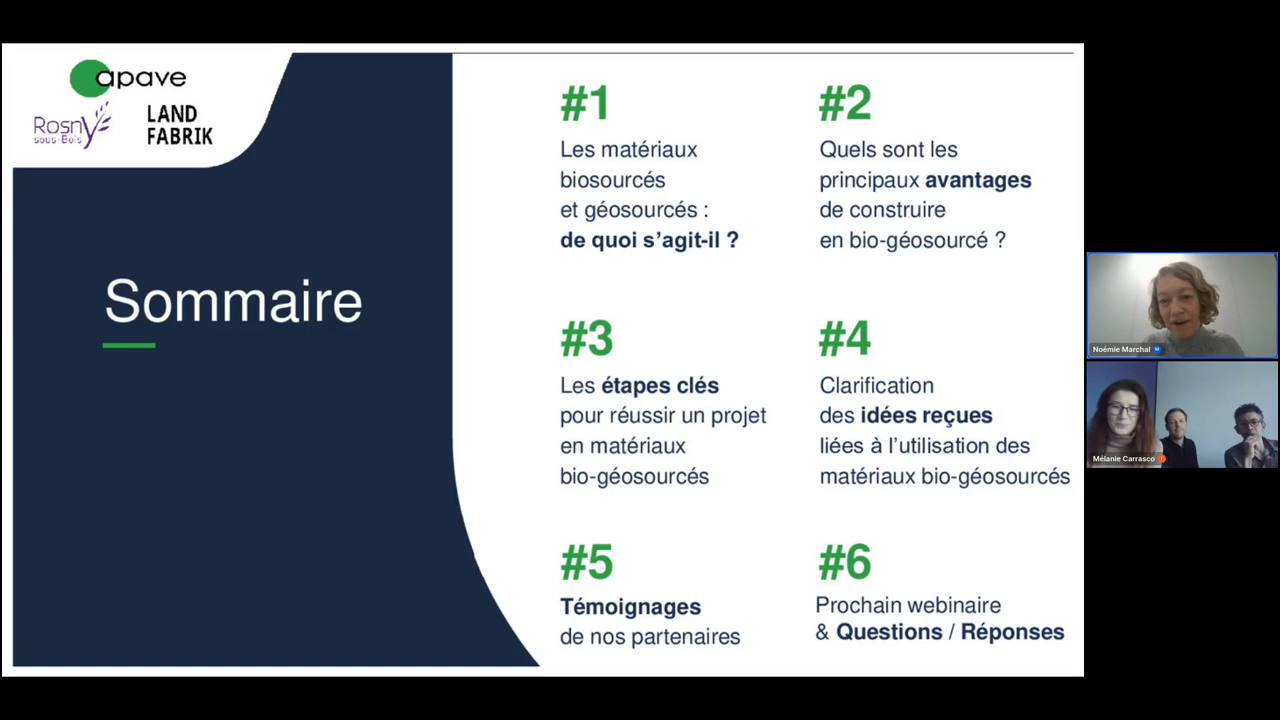 apave
Rosny
sous-Bois
LAND
FABRIK
Sommaire
#1
Les matériaux
biosourcés
et géosourcés :
de quoi s’agit-il ?
#2
Quels sont les
principaux avantages
de construire
en bio-géosourcé ?
#3
Les étapes clés
pour réussir un projet
en matériaux
bio-géosourcés
#4
Clarification
des idées reçues
liées à l’utilisation des
matériaux bio-géosourcés
#5
Témoignages
de nos partenaires
#6
Prochain webinaire
& Questions / Réponses
Noémie Marchal
Mélanie Carrasco